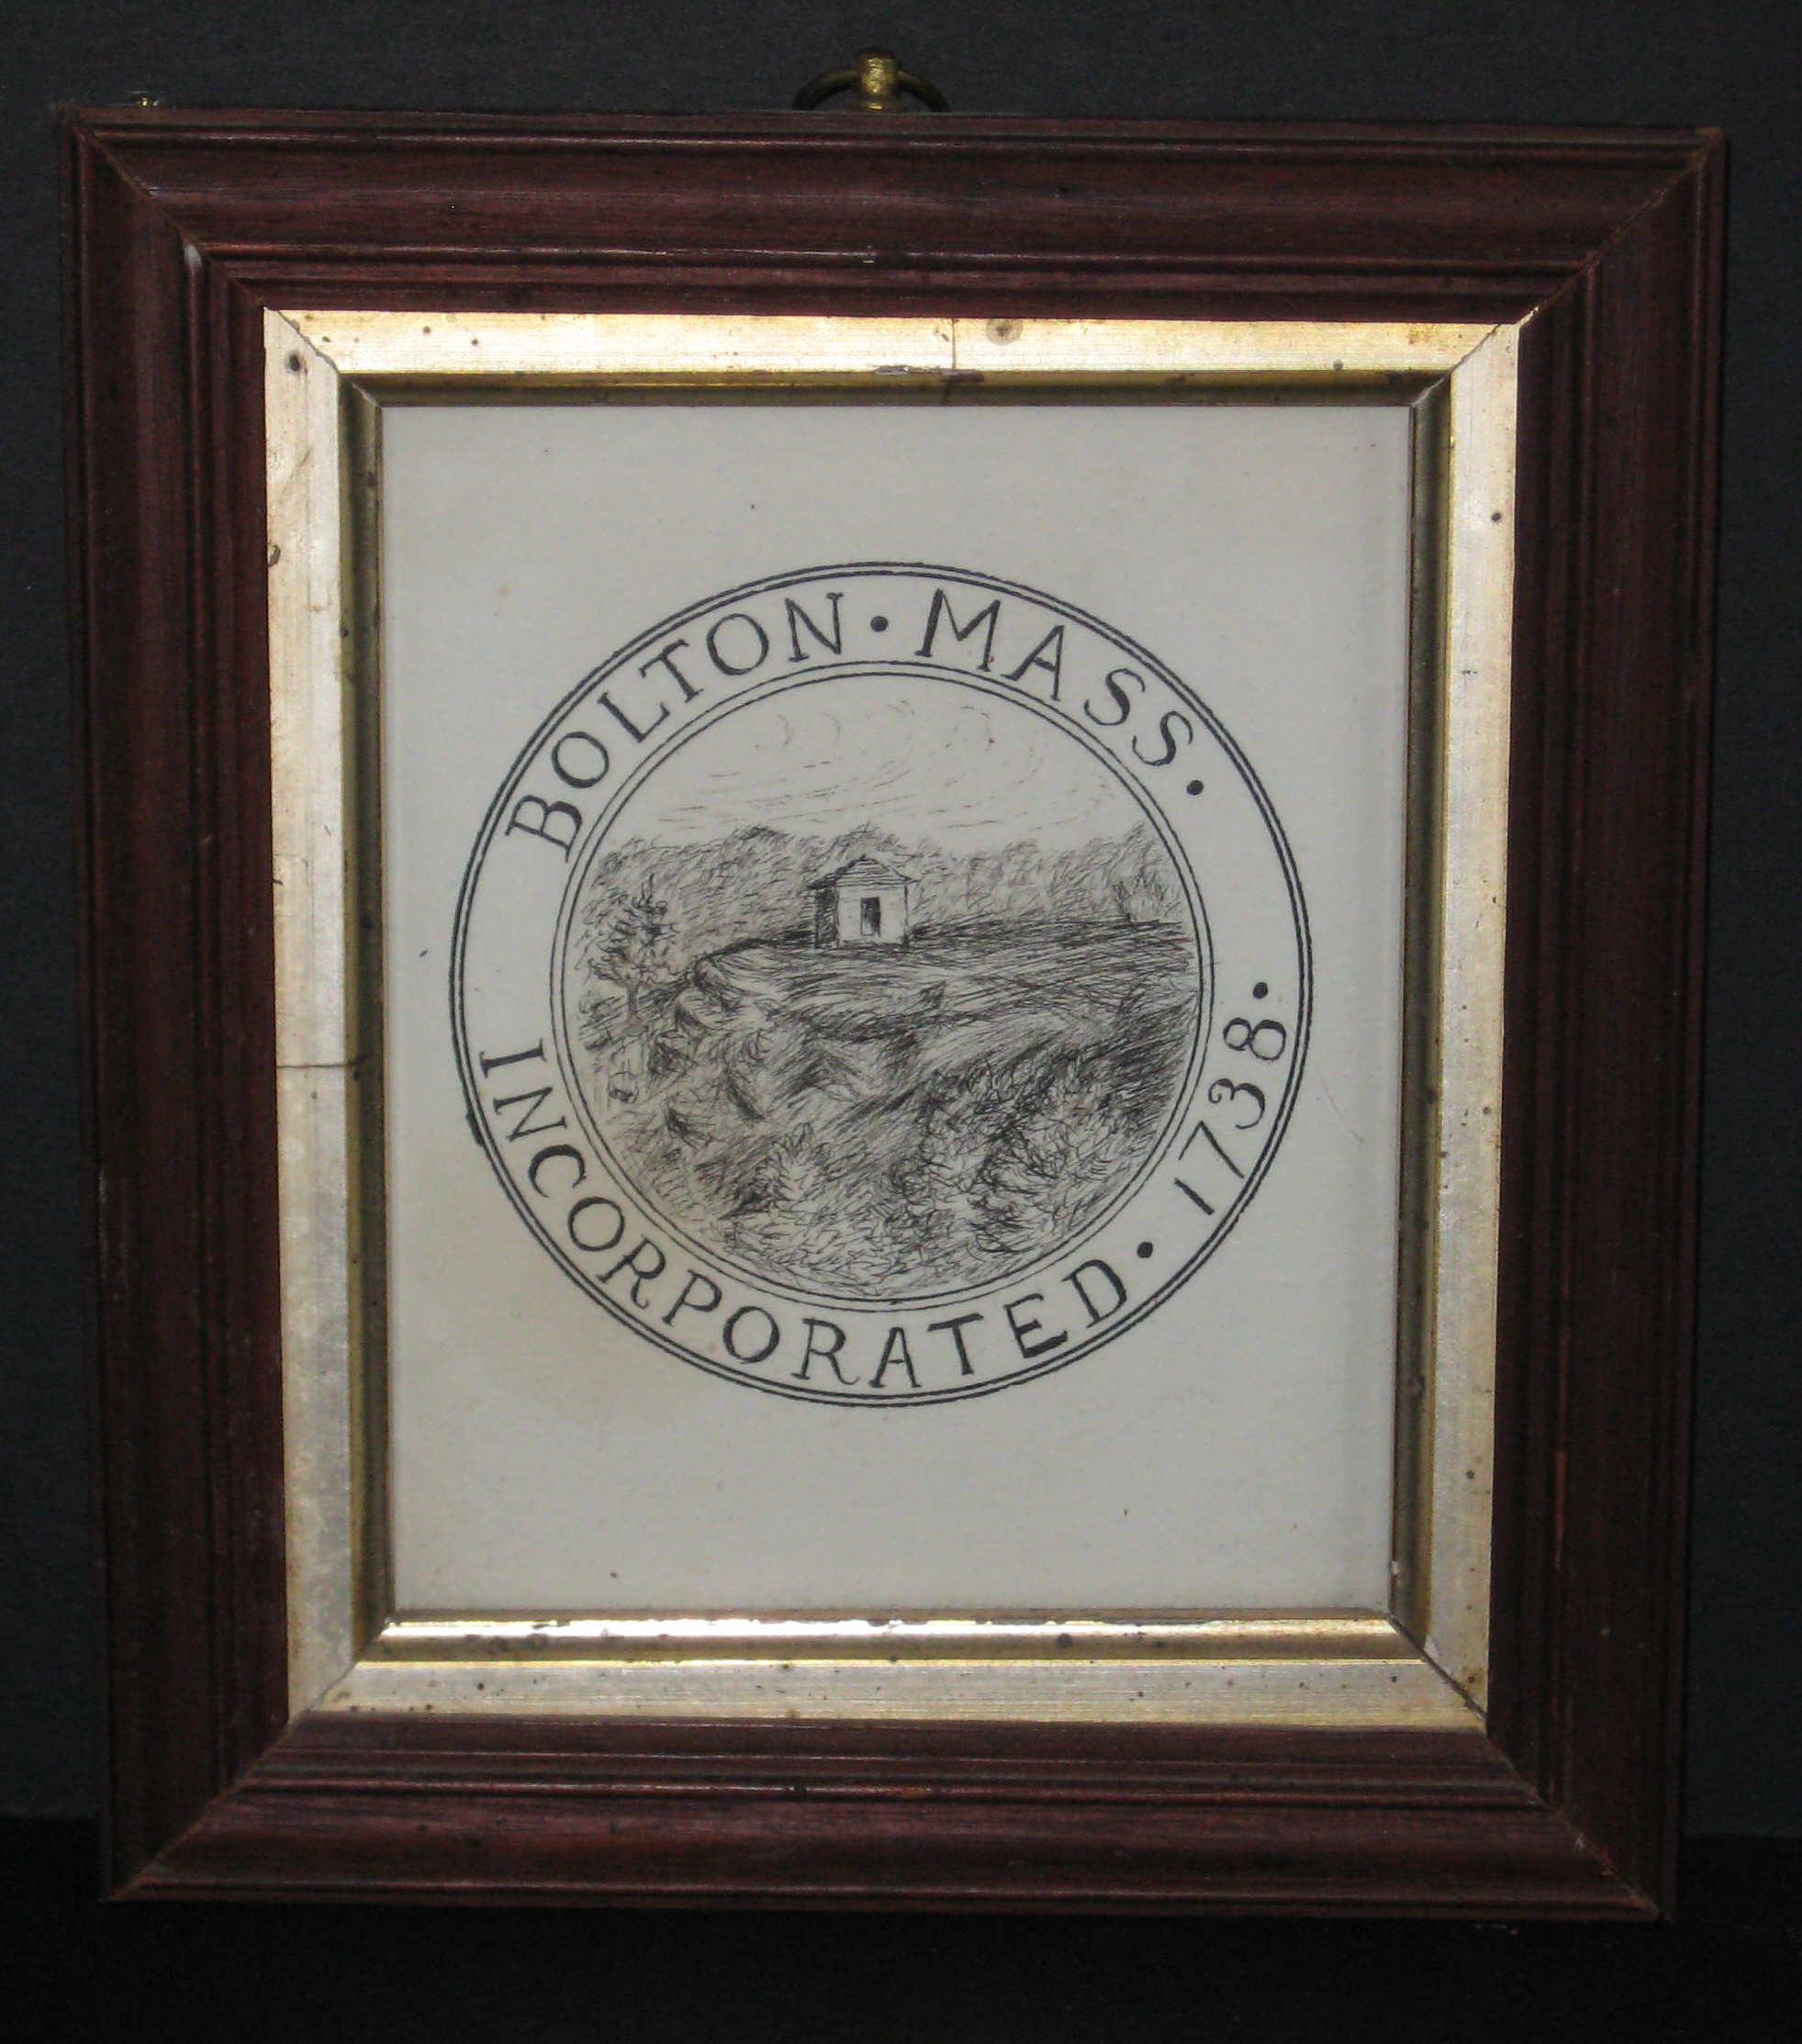 BOLTON · MASS ·
INCORPORATED · 1738 ·